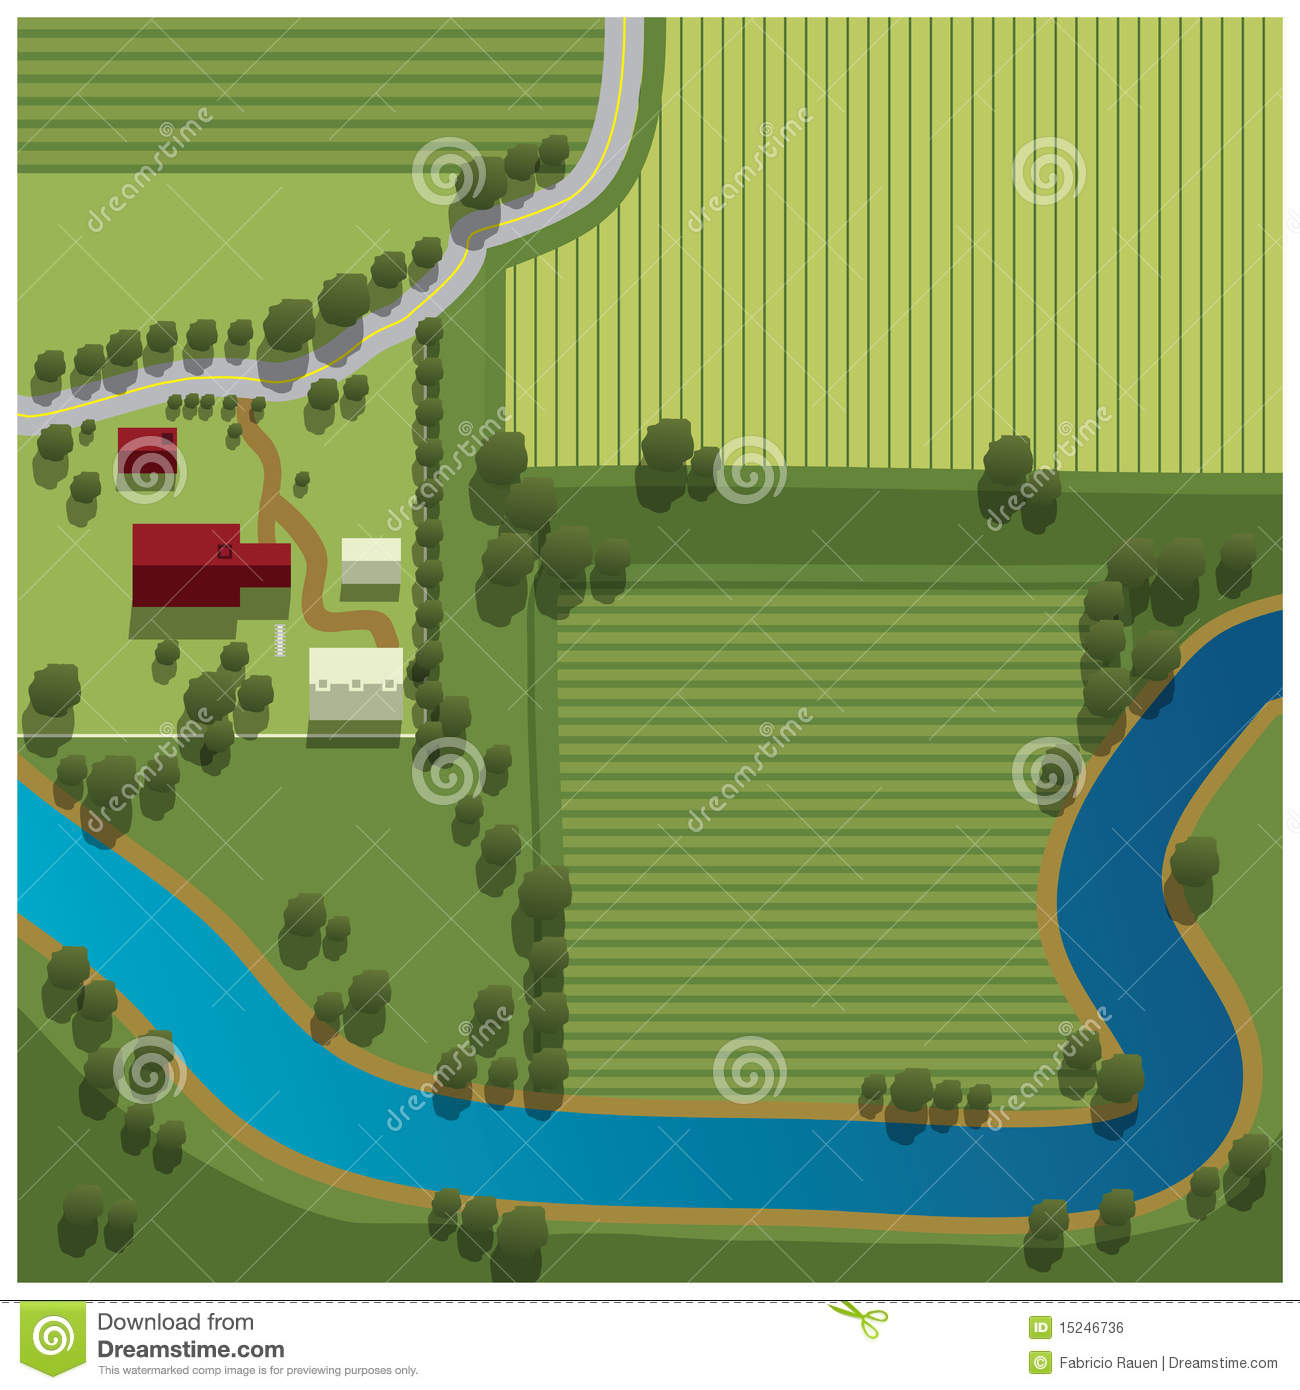 dreamstime
dreamstime
dreamstime
dreamstime
dreamstime
dreamstime
dreamstime
dreamstime
dreamstime
Download from
Dreamstime.com
This watermarked comp image is for previewing purposes only.
ID 15246736
© Fabricio Rauen | Dreamstime.com